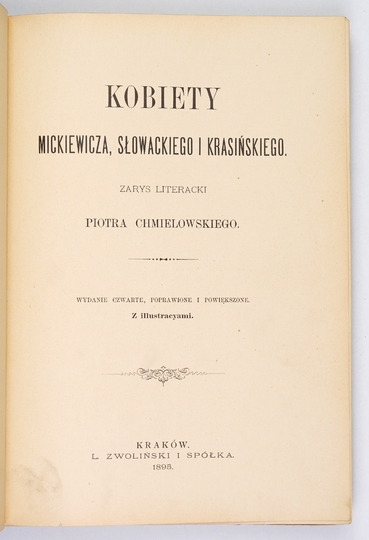 KOBIETY
MICKIEWICZA, SŁOWACKIEGO I KRASIŃSKIEGO.
ZARYS LITERACKI
PIOTRA CHMIELOWSKIEGO.
WYDANIE CZWARTE, POPRAWIONE I POWIĘKSZONE.
Z illustracyami.
KRAKÓW.
L. ZWOLIŃSKI I SPÓŁKA.
1895.